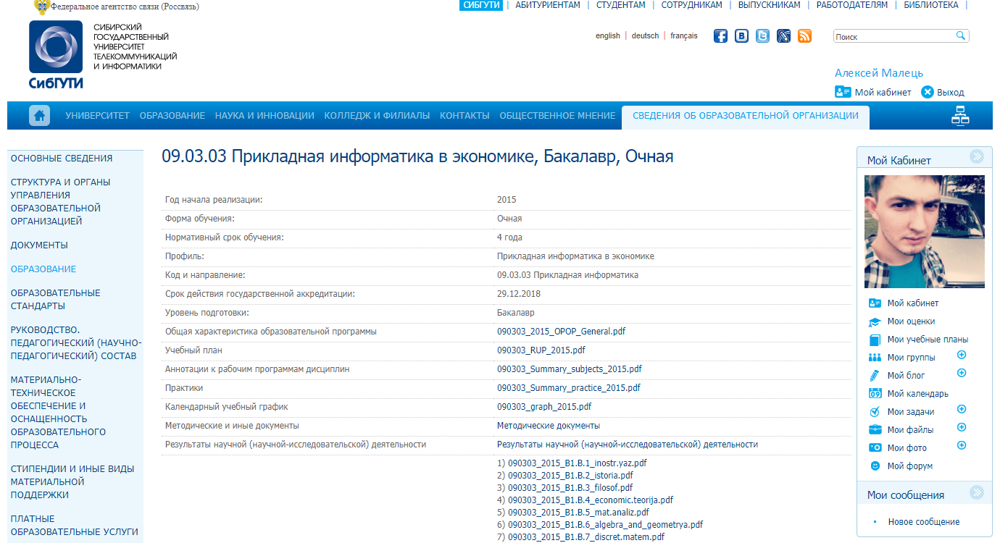 Федеральное агентство связи (Россвязь)
СИБГУТИ | АБИТУРИЕНТАМ | СТУДЕНТАМ | СОТРУДНИКАМ | ВЫПУСКНИКАМ | РАБОТОДАТЕЛЯМ | БИБЛИОТЕКА |
СИБИРСКИЙ
ГОСУДАРСТВЕННЫЙ
УНИВЕРСИТЕТ
ТЕЛЕКОММУНИКАЦИЙ
И ИНФОРМАТИКИ
СибГУТИ
english | deutsch | français
Поиск
Алексей Малець
Мой кабинет Выход
УНИВЕРСИТЕТ ОБРАЗОВАНИЕ НАУКА И ИННОВАЦИИ КОЛЛЕДЖ И ФИЛИАЛЫ КОНТАКТЫ ОБЩЕСТВЕННОЕ МНЕНИЕ СВЕДЕНИЯ ОБ ОБРАЗОВАТЕЛЬНОЙ ОРГАНИЗАЦИИ
ОСНОВНЫЕ СВЕДЕНИЯ
СТРУКТУРА И ОРГАНЫ
УПРАВЛЕНИЯ
ОБРАЗОВАТЕЛЬНОЙ
ОРГАНИЗАЦИЕЙ
ДОКУМЕНТЫ
ОБРАЗОВАНИЕ
ОБРАЗОВАТЕЛЬНЫЕ
СТАНДАРТЫ
РУКОВОДСТВО.
ПЕДАГОГИЧЕСКИЙ (НАУЧНО-
ПЕДАГОГИЧЕСКИЙ) СОСТАВ
МАТЕРИАЛЬНО-
ТЕХНИЧЕСКОЕ
ОБЕСПЕЧЕНИЕ И
ОСНАЩЕННОСТЬ
ОБРАЗОВАТЕЛЬНОГО
ПРОЦЕССА
СТИПЕНДИИ И ИНЫЕ ВИДЫ
МАТЕРИАЛЬНОЙ
ПОДДЕРЖКИ
ПЛАТНЫЕ
ОБРАЗОВАТЕЛЬНЫЕ УСЛУГИ
09.03.03 Прикладная информатика в экономике, Бакалавр, Очная
Год начала реализации: 2015
Форма обучения: Очная
Нормативный срок обучения: 4 года
Профиль: Прикладная информатика в экономике
Код и направление: 09.03.03 Прикладная информатика
Срок действия государственной аккредитации: 29.12.2018
Уровень подготовки: Бакалавр
Общая характеристика образовательной программы 090303_2015_OPOP_General.pdf
Учебный план 090303_RUP_2015.pdf
Аннотации к рабочим программам дисциплин 090303_Summary_subjects_2015.pdf
Практики 090303_Summary_practice_2015.pdf
Календарный учебный график 090303_graph_2015.pdf
Методические и иные документы Методические документы
Результаты научной (научной-исследовательской) деятельности Результаты научной (научной-исследовательской) деятельности
1) 090303_2015_B1.B.1_inostr.yaz.pdf
2) 090303_2015_B1.B.2_istoria.pdf
3) 090303_2015_B1.B.3_filosof.pdf
4) 090303_2015_B1.B.4_economic.teorija.pdf
5) 090303_2015_B1.B.5_mat.analiz.pdf
6) 090303_2015_B1.B.6_algebra_and_geometrya.pdf
7) 090303_2015_B1.B.7_discret.matem.pdf
Мой Кабинет
Мой кабинет
Мои оценки
Мои учебные планы
Мои группы
Мой блог
09 Мой календарь
Мои задачи
Мои файлы
Мои фото
Мой форум
Мои сообщения
Новое сообщение